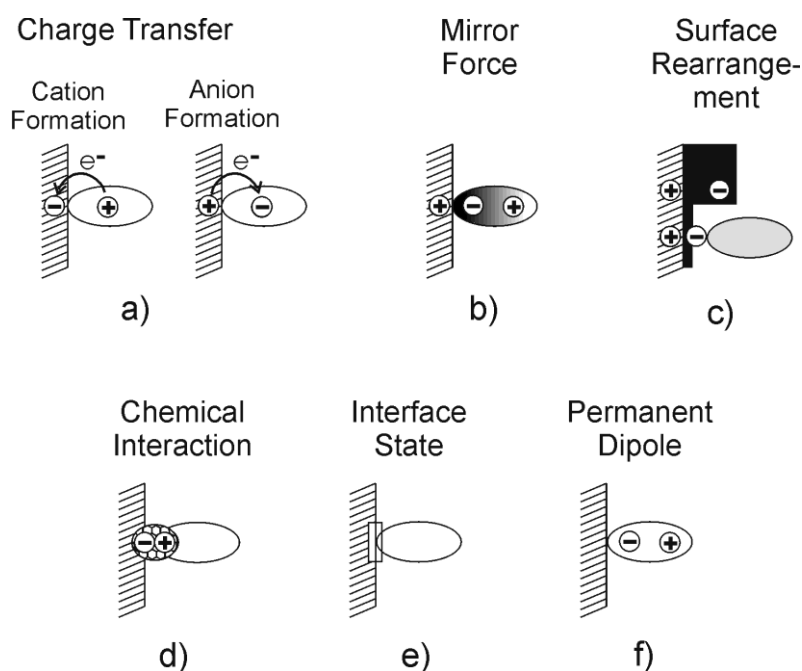 Charge Transfer
Cation
Formation
Anion
Formation
e-
e-
− +
+ −
a)
Mirror
Force
+ − +
b)
Surface
Rearrange-
ment
+ −
+ −
c)
Chemical
Interaction
− +
d)
Interface
State
e)
Permanent
Dipole
− +
f)